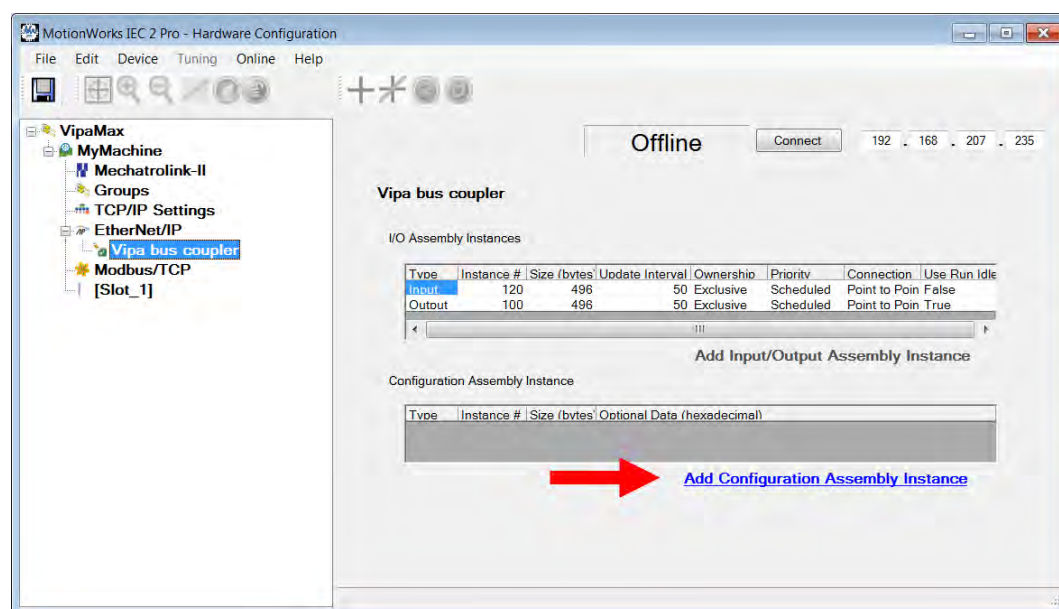 MotionWorks IEC 2 Pro - Hardware Configuration
File Edit Device Tuning Online Help
VipaMax
MyMachine
Mechatrolink-II
Groups
TCP/IP Settings
EtherNet/IP
Vipa bus coupler
Modbus/TCP
[Slot_1]
Offline Connect 192 . 168 . 207 . 235
Vipa bus coupler
I/O Assembly Instances
Type Instance # Size (bytes) Update Interval Ownership Priority Connection Use Run Idle
Input 120 496 50 Exclusive Scheduled Point to Poin False
Output 100 496 50 Exclusive Scheduled Point to Poin True
Add Input/Output Assembly Instance
Configuration Assembly Instance
Type Instance # Size (bytes) Optional Data (hexadecimal)
Add Configuration Assembly Instance